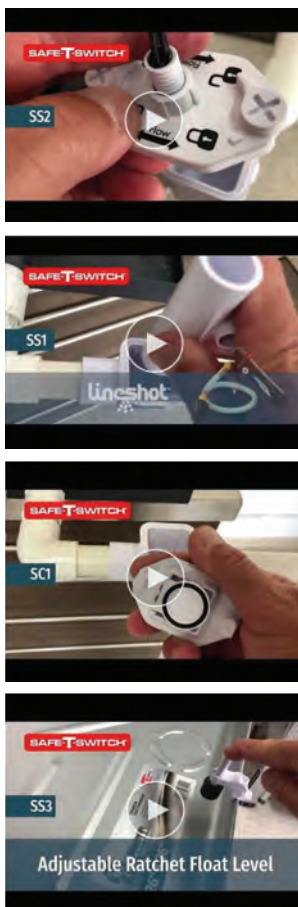 SAFE-T-SWITCH
SS2
Flow
SAFE-T-SWITCH
SS1
lineshot
SAFE-T-SWITCH
SC1
SAFE-T-SWITCH
SS3
Adjustable Ratchet Float Level